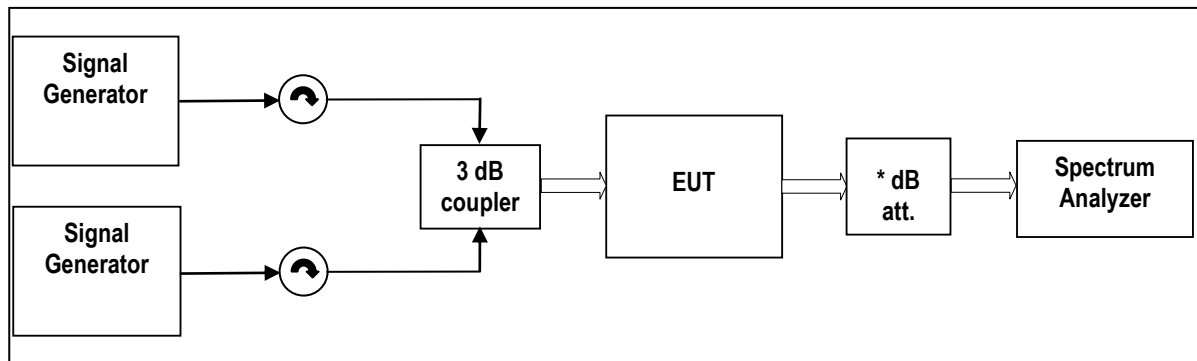 Signal
Generator
3 dB
coupler
EUT
* dB
att.
Spectrum
Analyzer
Signal
Generator